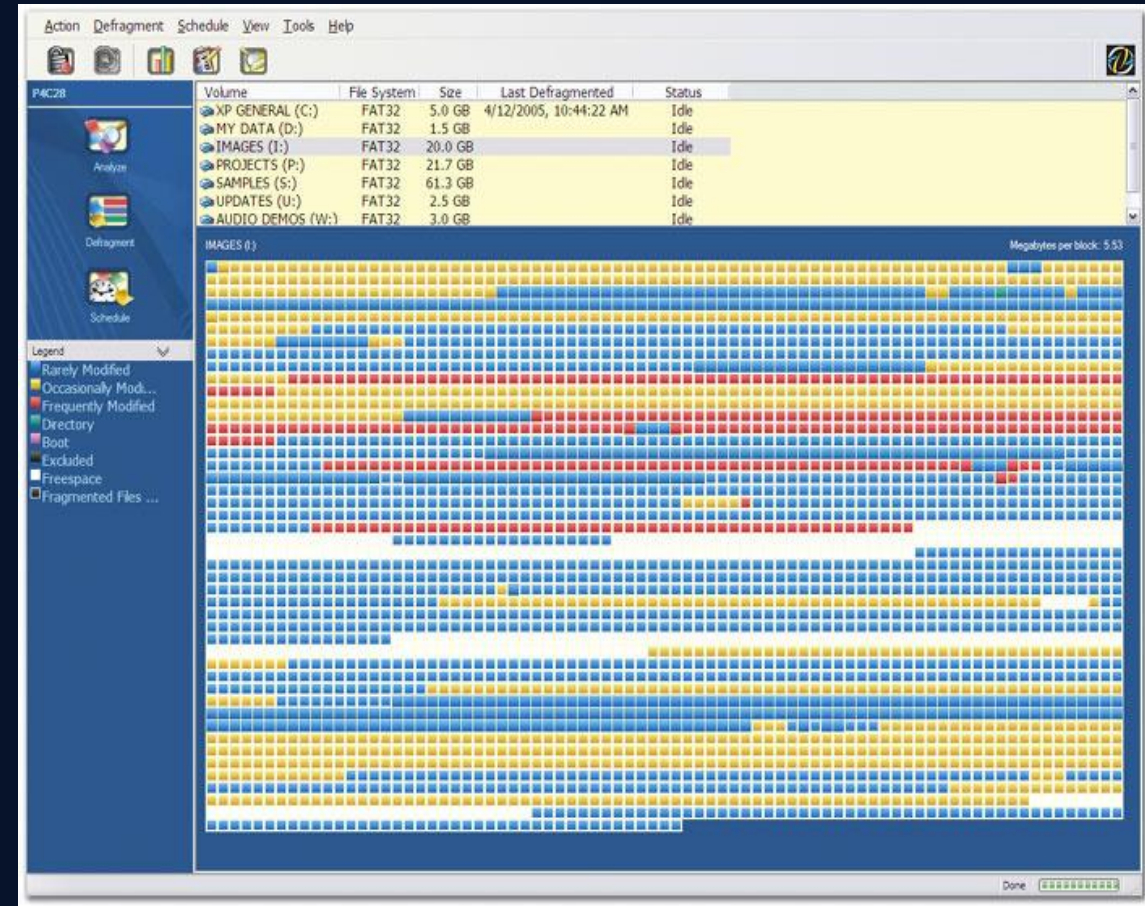 Action Defragment Schedule View Tools Help
P4C28
Analyze
Defragment
Schedule
Legend
Rarely Modified
Occasionally Modi...
Frequently Modified
Directory
Boot
Excluded
Freespace
Fragmented Files ...
Volume File System Size Last Defragmented Status
XP GENERAL (C:) FAT32 5.0 GB 4/12/2005, 10:44:22 AM Idle
MY DATA (D:) FAT32 1.5 GB Idle
IMAGES (I:) FAT32 20.0 GB Idle
PROJECTS (P:) FAT32 21.7 GB Idle
SAMPLES (S:) FAT32 61.3 GB Idle
UPDATES (U:) FAT32 2.5 GB Idle
AUDIO DEMOS (W:) FAT32 3.0 GB Idle
IMAGES (I:) Megabytes per block: 5.53
Done